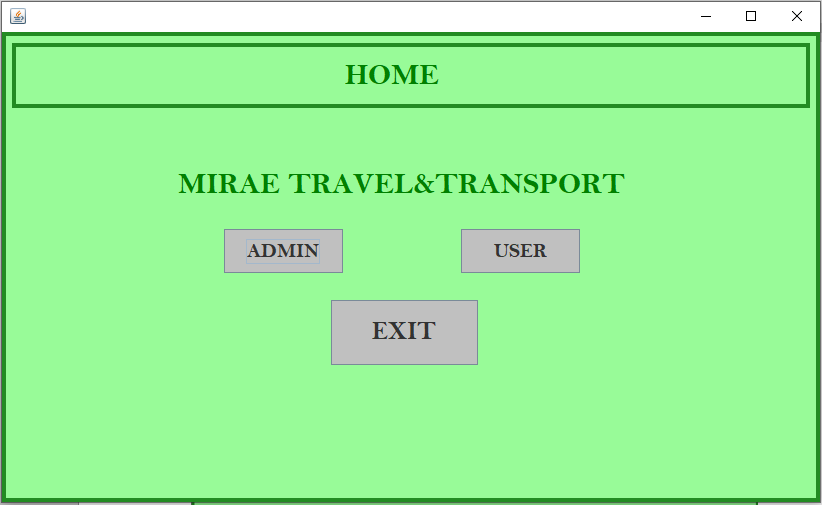 HOME
MIRAE TRAVEL&TRANSPORT
ADMIN USER
EXIT